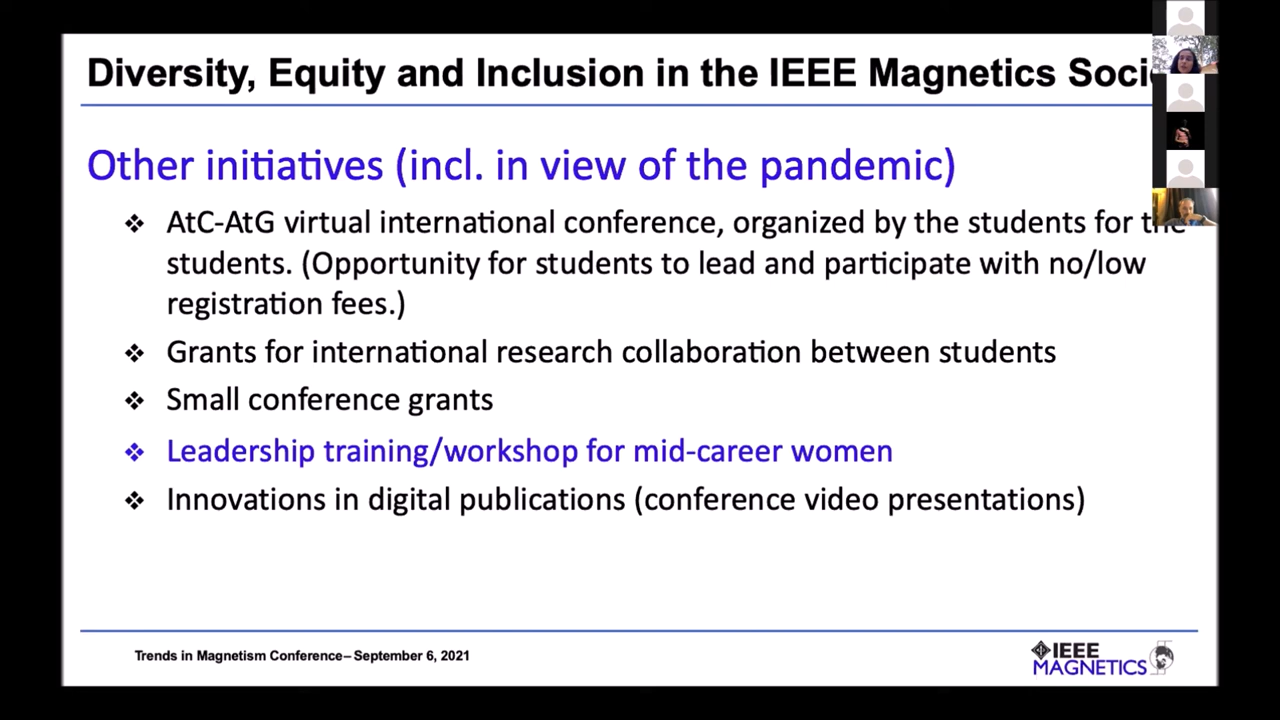 Diversity, Equity and Inclusion in the IEEE Magnetics
Other initiatives (incl. in view of the pandemic)
❖ AtC-AtG virtual international conference, organized by the students for the
students. (Opportunity for students to lead and participate with no/low
registration fees.)
❖ Grants for international research collaboration between students
❖ Small conference grants
❖ Leadership training/workshop for mid-career women
❖ Innovations in digital publications (conference video presentations)
Trends in Magnetism Conference– September 6, 2021
IEEE
MAGNETICS